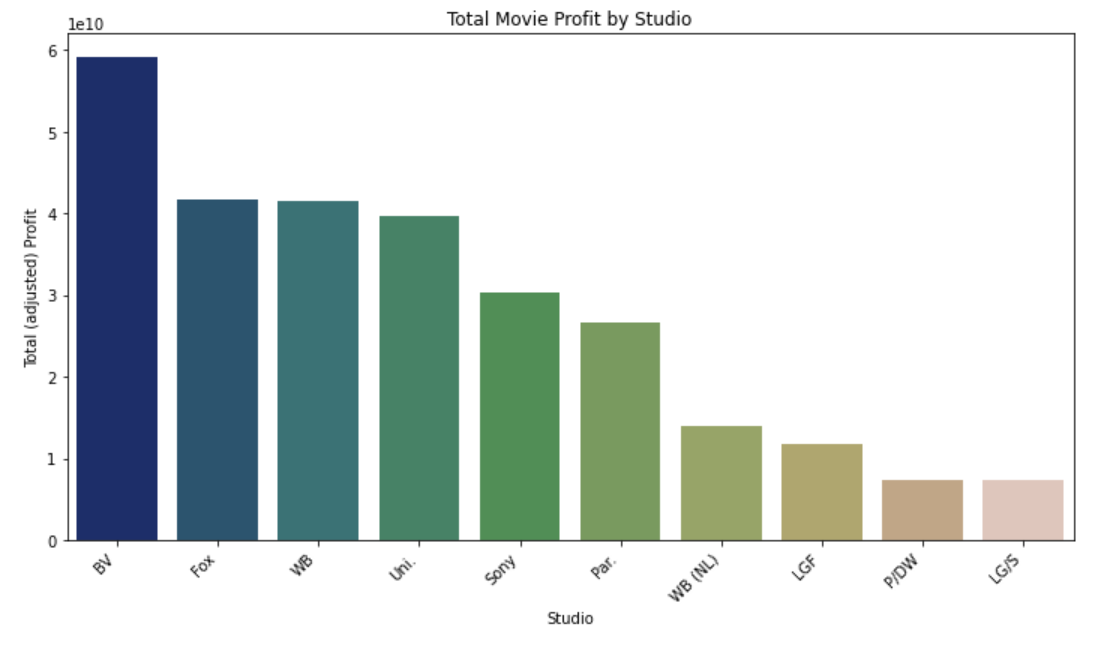 Total Movie Profit by Studio
1e10
6
5
4
3
2
1
0
Total (adjusted) Profit
BV
Fox
WB
Uni.
Sony
Par.
WB (NL)
LGF
P/DW
LG/S
Studio